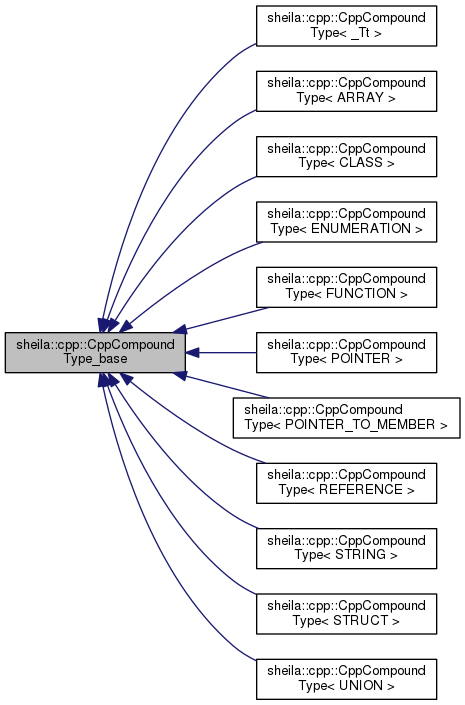 sheila::cpp::CppCompound
Type< _Tt >
sheila::cpp::CppCompound
Type< ARRAY >
sheila::cpp::CppCompound
Type< CLASS >
sheila::cpp::CppCompound
Type< ENUMERATION >
sheila::cpp::CppCompound
Type< FUNCTION >
sheila::cpp::CppCompound
Type_base
sheila::cpp::CppCompound
Type< POINTER >
sheila::cpp::CppCompound
Type< POINTER_TO_MEMBER >
sheila::cpp::CppCompound
Type< REFERENCE >
sheila::cpp::CppCompound
Type< STRING >
sheila::cpp::CppCompound
Type< STRUCT >
sheila::cpp::CppCompound
Type< UNION >